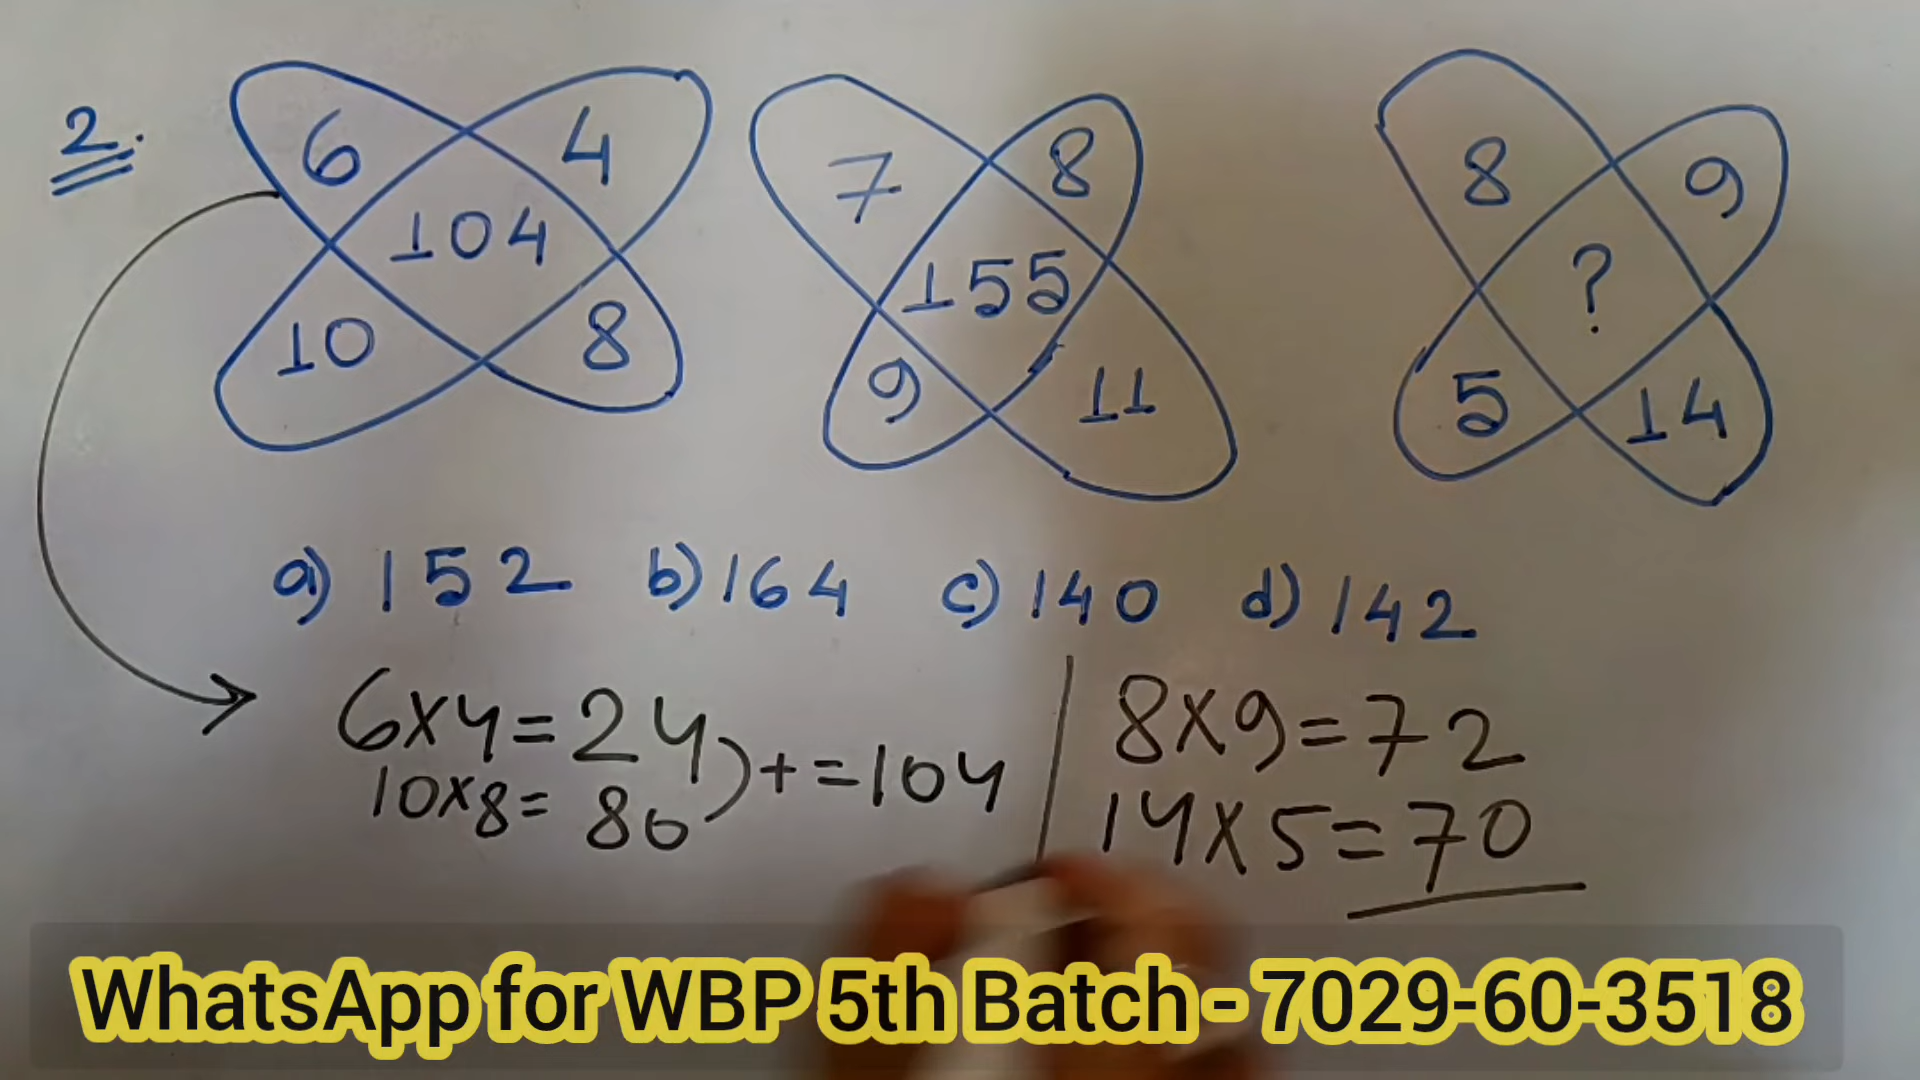 2.
6 4
104
10 8
7 8
155
9 11
8 9
?
5 14
a) 152 b) 164 c) 140 d) 142
6x4=24
10x8= 80
)+=104
8x9=72
14x5=70
WhatsApp for WBP 5th Batch - 7029-60-3518